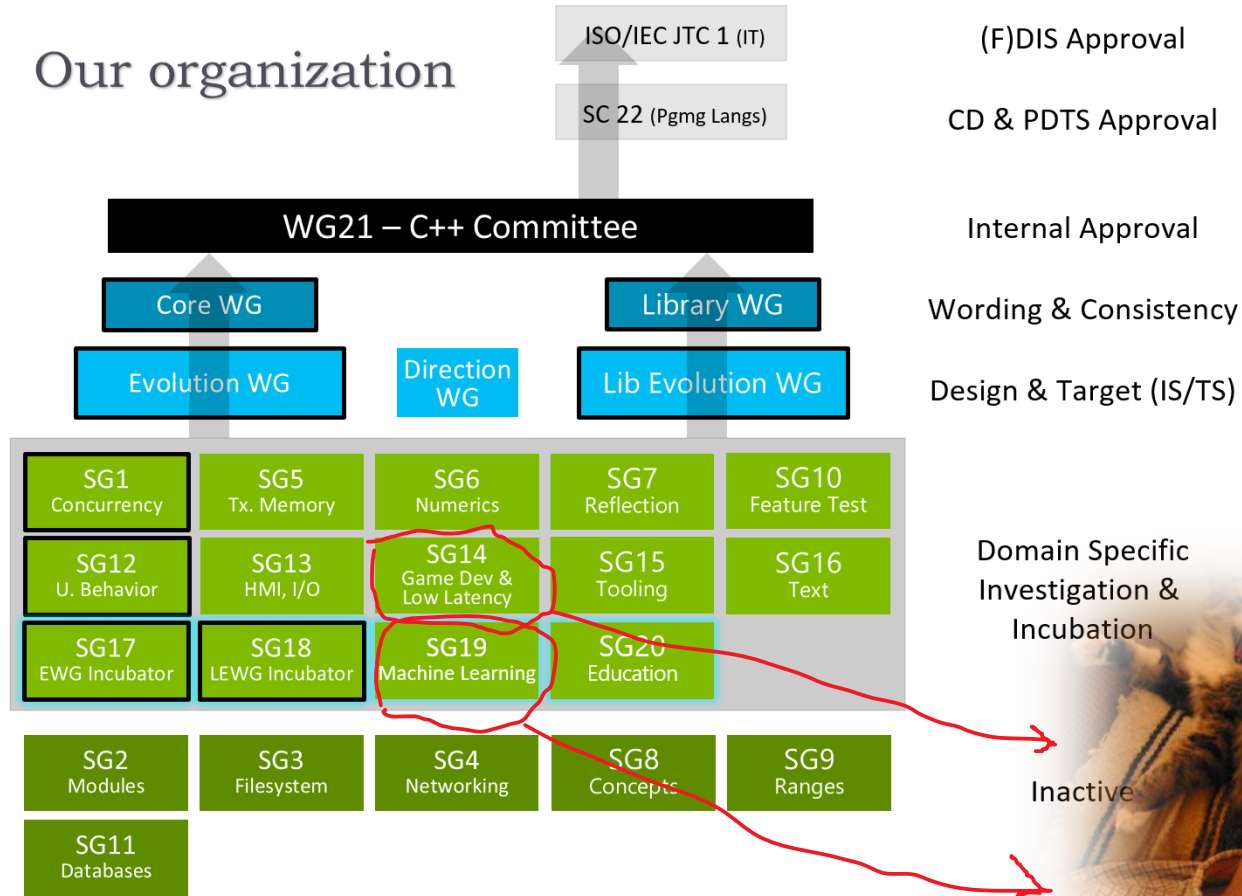 Our organization
ISO/IEC JTC 1 (IT)
(F)DIS Approval
SC 22 (Pgmg Langs)
CD & PDTS Approval
WG21 – C++ Committee
Internal Approval
Core WG
Library WG
Wording & Consistency
Evolution WG
Direction
WG
Lib Evolution WG
Design & Target (IS/TS)
SG1
Concurrency
SG5
Tx. Memory
SG6
Numerics
SG7
Reflection
SG10
Feature Test
SG12
U. Behavior
SG13
HMI, I/O
SG14
Game Dev &
Low Latency
SG15
Tooling
SG16
Text
Domain Specific
Investigation &
Incubation
SG17
EWG Incubator
SG18
LEWG Incubator
SG19
Machine Learning
SG20
Education
SG2
Modules
SG3
Filesystem
SG4
Networking
SG8
Concepts
SG9
Ranges
Inactive
SG11
Databases